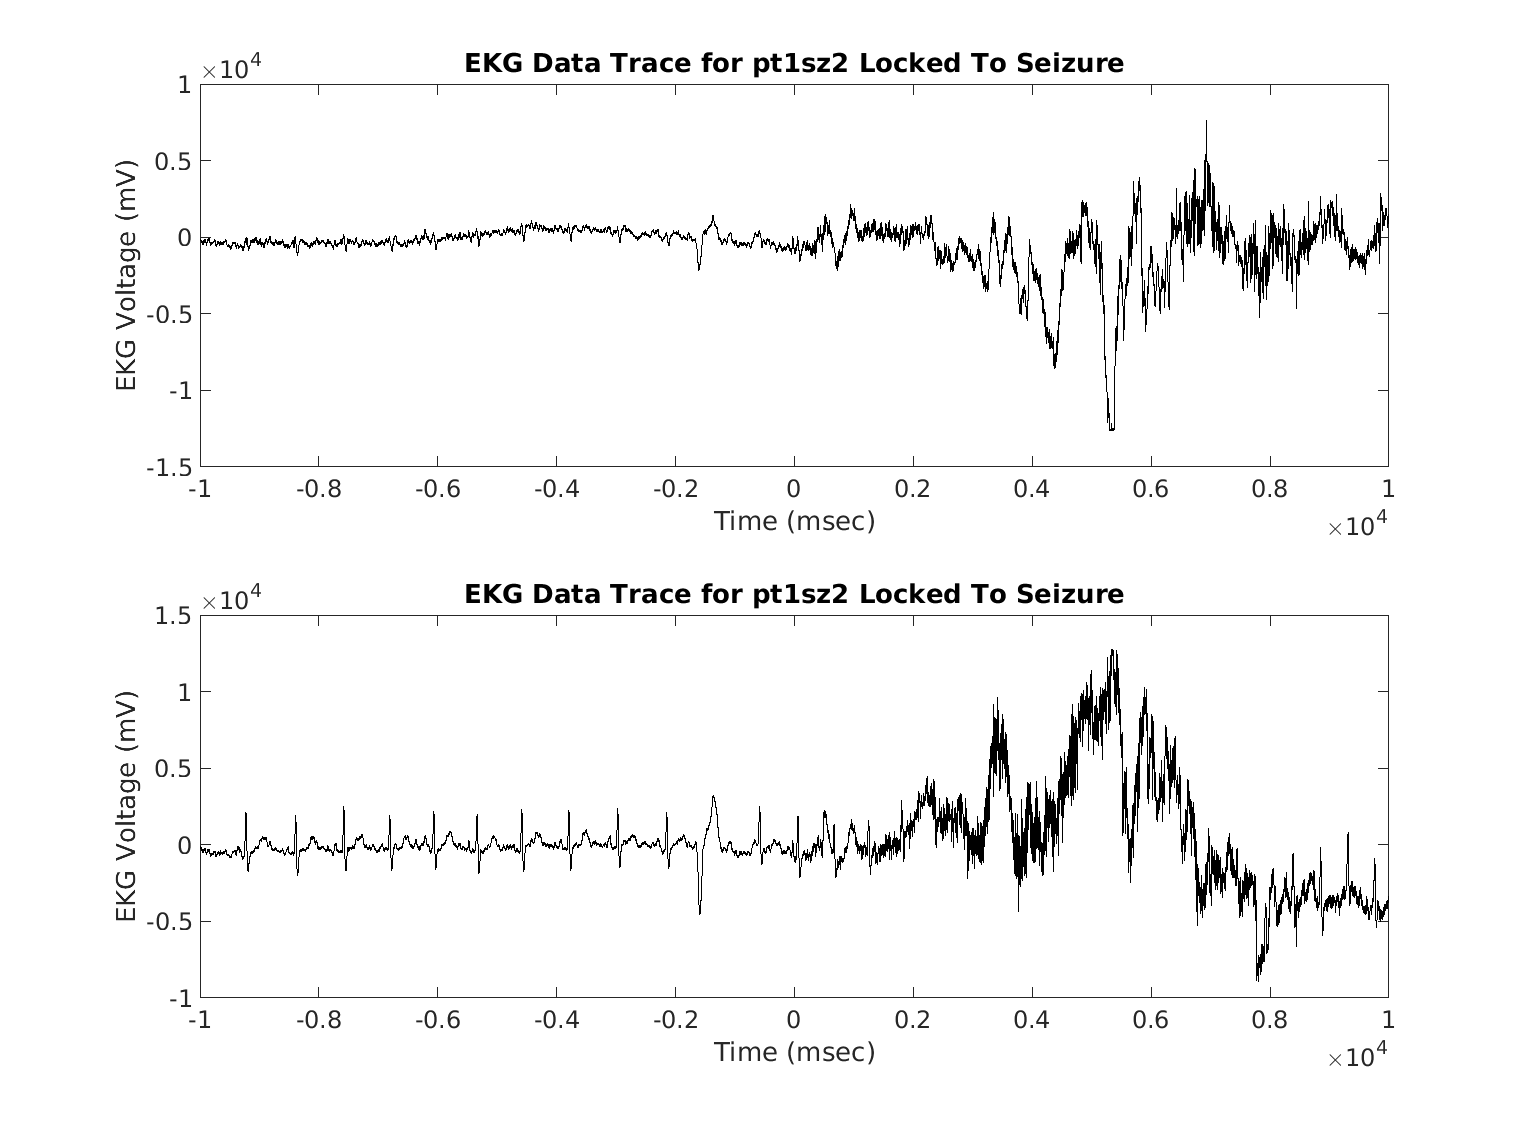 EKG Data Trace for pt1sz2 Locked To Seizure
×10^4
1
0.5
0
-0.5
-1
-1.5
EKG Voltage (mV)
-1 -0.8 -0.6 -0.4 -0.2 0 0.2 0.4 0.6 0.8 1
Time (msec)
×10^4
EKG Data Trace for pt1sz2 Locked To Seizure
×10^4
1.5
1
0.5
0
-0.5
-1
EKG Voltage (mV)
-1 -0.8 -0.6 -0.4 -0.2 0 0.2 0.4 0.6 0.8 1
Time (msec)
×10^4